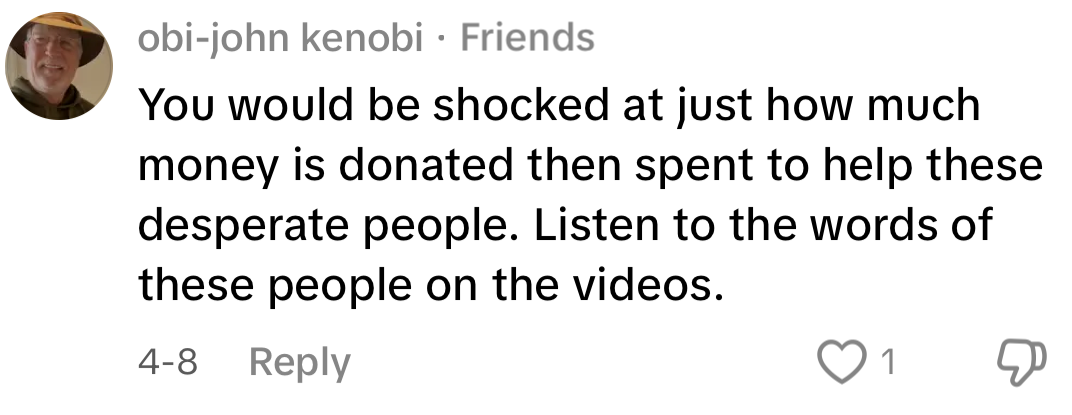 obi-john kenobi · Friends
You would be shocked at just how much
money is donated then spent to help these
desperate people. Listen to the words of
these people on the videos.
4-8 Reply 1